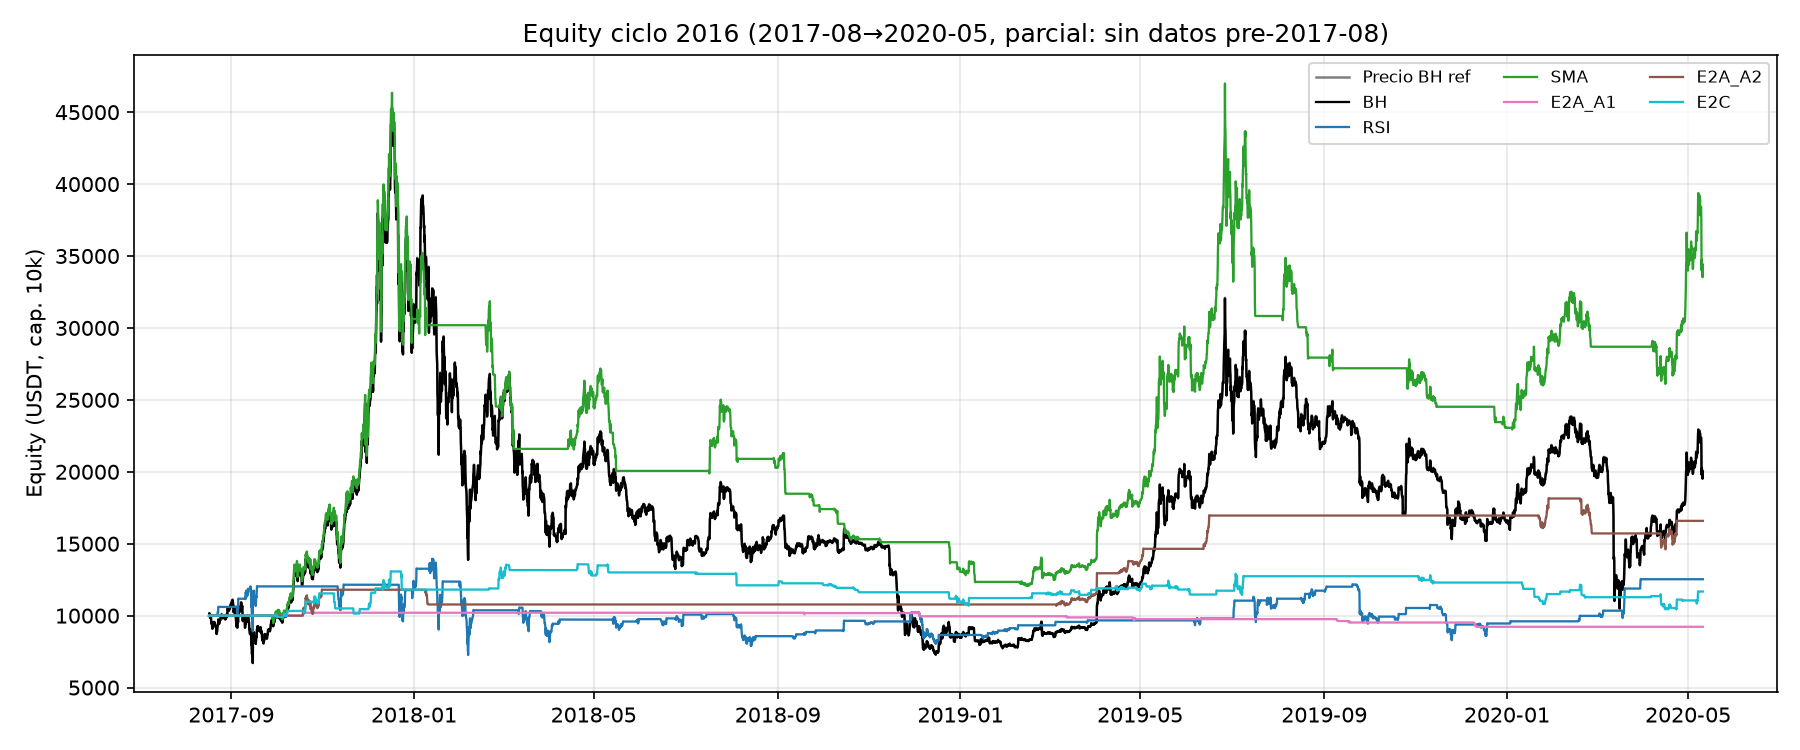 Equity ciclo 2016 (2017-08→2020-05, parcial: sin datos pre-2017-08)
Equity (USDT, cap. 10k)
45000
40000
35000
30000
25000
20000
15000
10000
5000
Precio BH ref
BH
RSI
SMA
E2A_A1
E2A_A2
E2C
2017-09
2018-01
2018-05
2018-09
2019-01
2019-05
2019-09
2020-01
2020-05